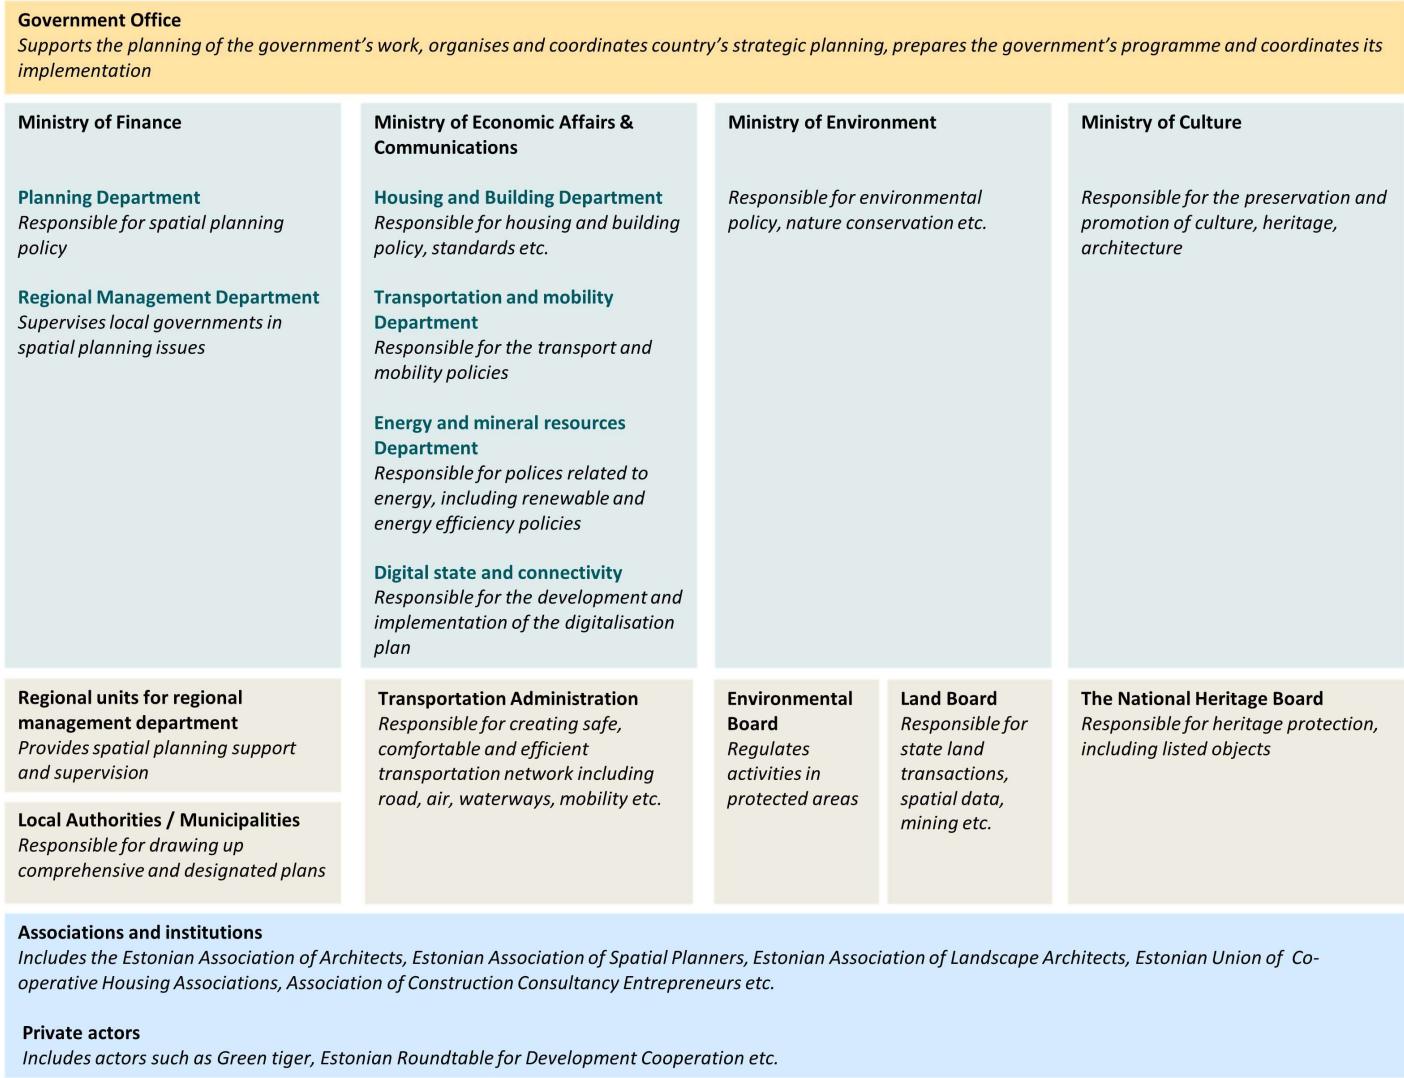 Government Office
Supports the planning of the government’s work, organises and coordinates country’s strategic planning, prepares the government’s programme and coordinates its
implementation
Ministry of Finance
Planning Department
Responsible for spatial planning
policy
Regional Management Department
Supervises local governments in
spatial planning issues
Ministry of Economic Affairs &
Communications
Housing and Building Department
Responsible for housing and building
policy, standards etc.
Transportation and mobility
Department
Responsible for the transport and
mobility policies
Energy and mineral resources
Department
Responsible for polices related to
energy, including renewable and
energy efficiency policies
Digital state and connectivity
Responsible for the development and
implementation of the digitalisation
plan
Ministry of Environment
Responsible for environmental
policy, nature conservation etc.
Ministry of Culture
Responsible for the preservation and
promotion of culture, heritage,
architecture
Regional units for regional
management department
Provides spatial planning support
and supervision
Local Authorities / Municipalities
Responsible for drawing up
comprehensive and designated plans
Transportation Administration
Responsible for creating safe,
comfortable and efficient
transportation network including
road, air, waterways, mobility etc.
Environmental
Board
Regulates
activities in
protected areas
Land Board
Responsible for
state land
transactions,
spatial data,
mining etc.
The National Heritage Board
Responsible for heritage protection,
including listed objects
Associations and institutions
Includes the Estonian Association of Architects, Estonian Association of Spatial Planners, Estonian Association of Landscape Architects, Estonian Union of Co-
operative Housing Associations, Association of Construction Consultancy Entrepreneurs etc.
Private actors
Includes actors such as Green tiger, Estonian Roundtable for Development Cooperation etc.